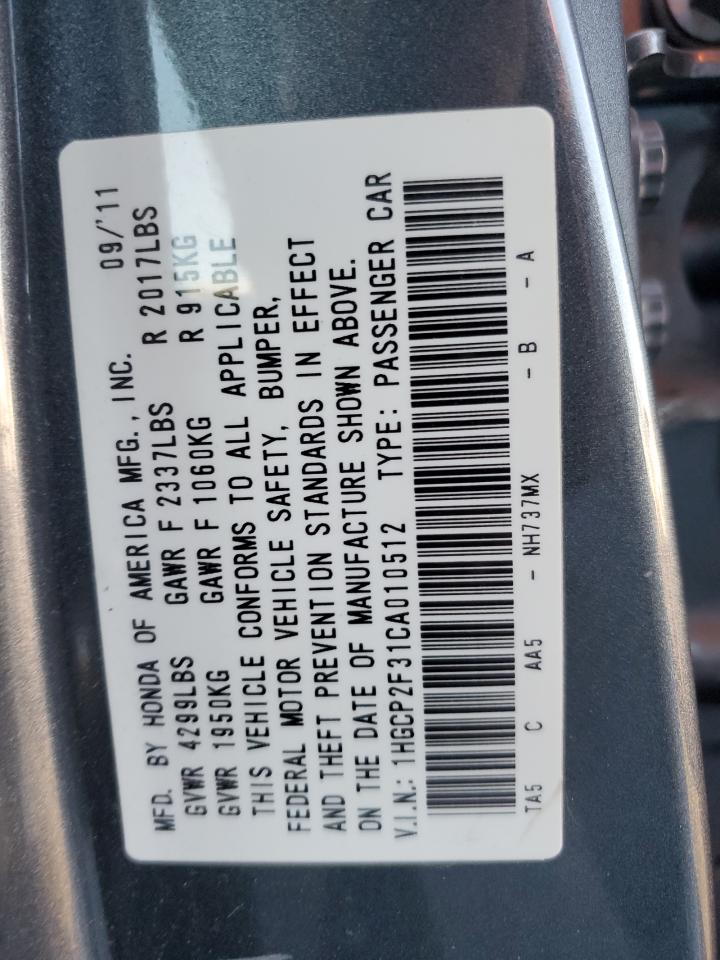 MFD. BY HONDA OF AMERICA MFG., INC. 09/'11
GVWR 4299LBS GAWR F 2337LBS R 2017LBS
GVWR 1950KG GAWR F 1060KG R 915KG
THIS VEHICLE CONFORMS TO ALL APPLICABLE
FEDERAL MOTOR VEHICLE SAFETY, BUMPER,
AND THEFT PREVENTION STANDARDS IN EFFECT
ON THE DATE OF MANUFACTURE SHOWN ABOVE.
V.I.N.: 1HGCP2F31CA010512 TYPE: PASSENGER CAR
TA5 C AA5 - NH737MX - B - A